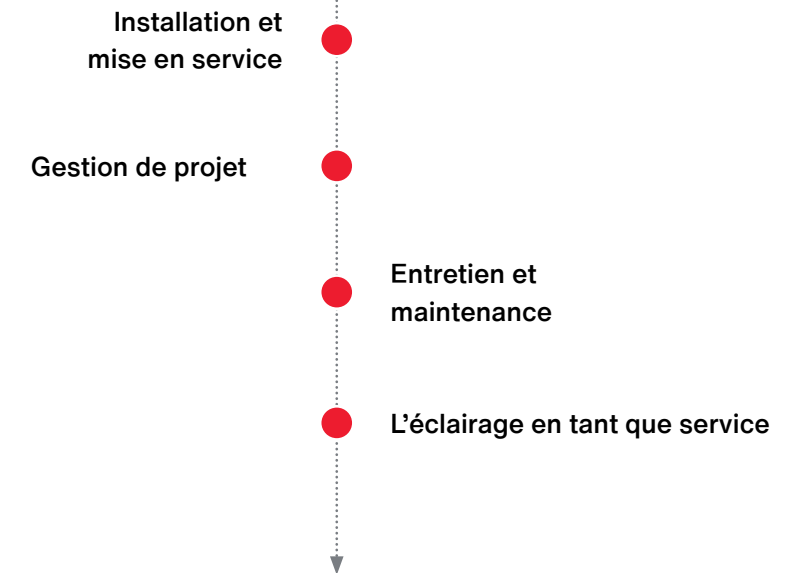 Installation et
mise en service
Gestion de projet
Entretien et
maintenance
L’éclairage en tant que service